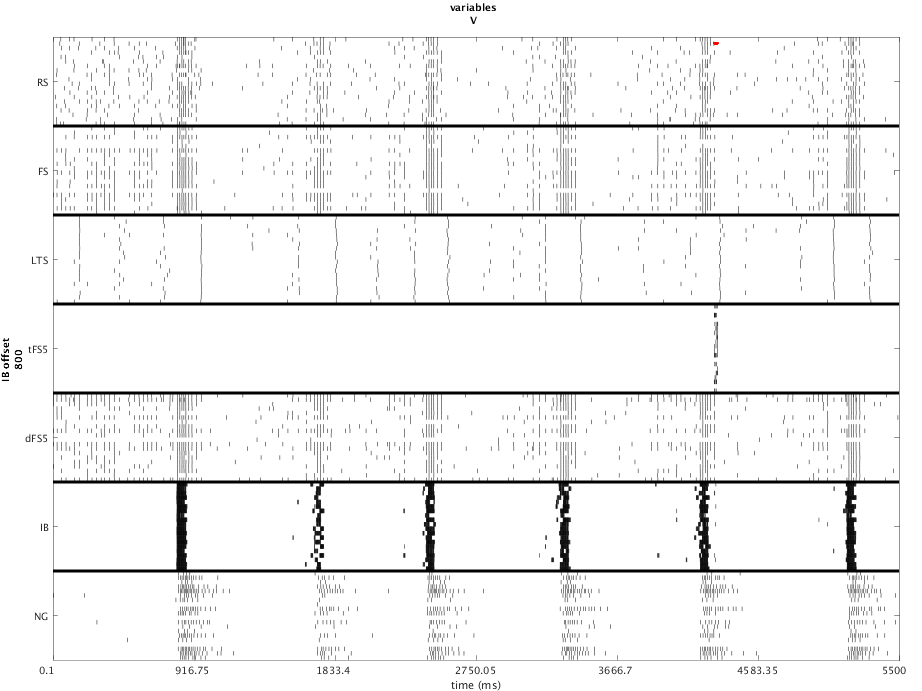 variables
V
RS
FS
LTS
IB offset
800
tFS5
dFS5
IB
NG
0.1
916.75
1833.4
2750.05
3666.7
4583.35
5500
time (ms)